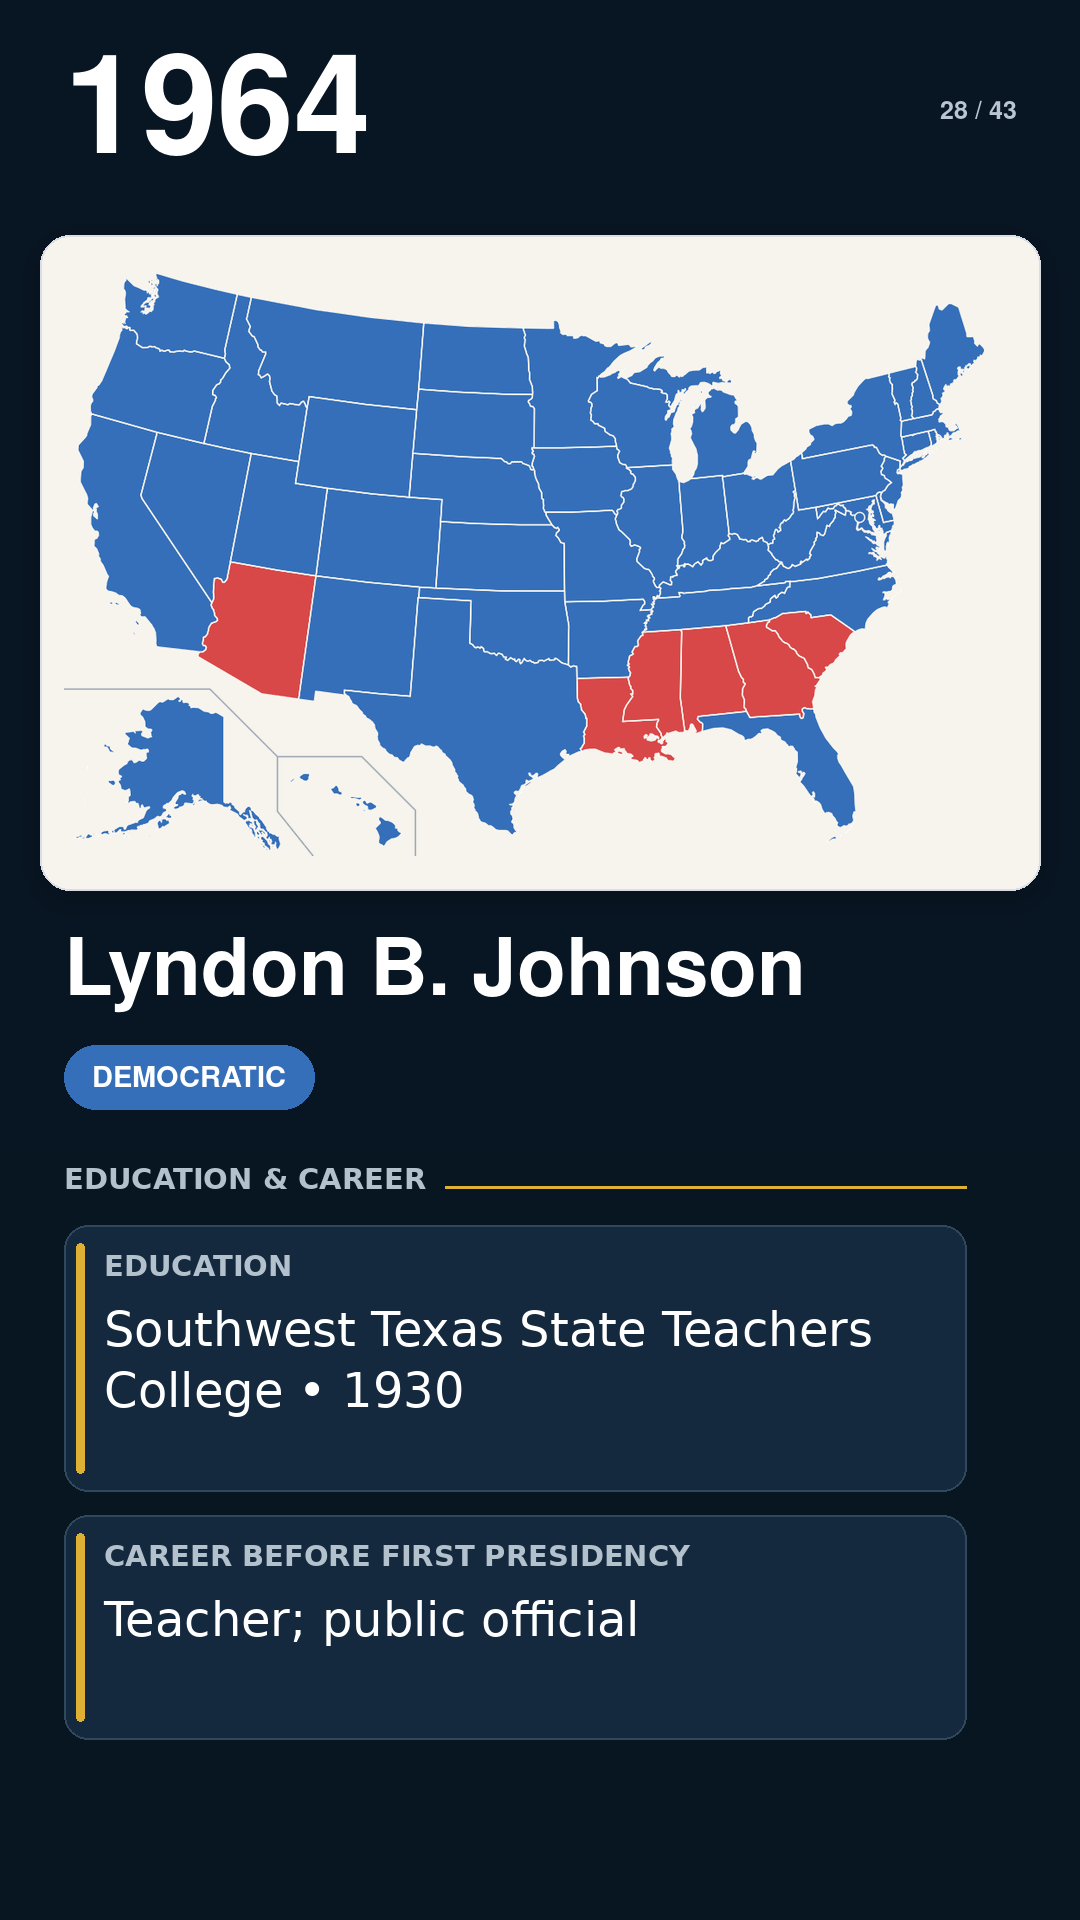 1964
28 / 43
Lyndon B. Johnson
DEMOCRATIC
EDUCATION & CAREER
EDUCATION
Southwest Texas State Teachers
College • 1930
CAREER BEFORE FIRST PRESIDENCY
Teacher; public official